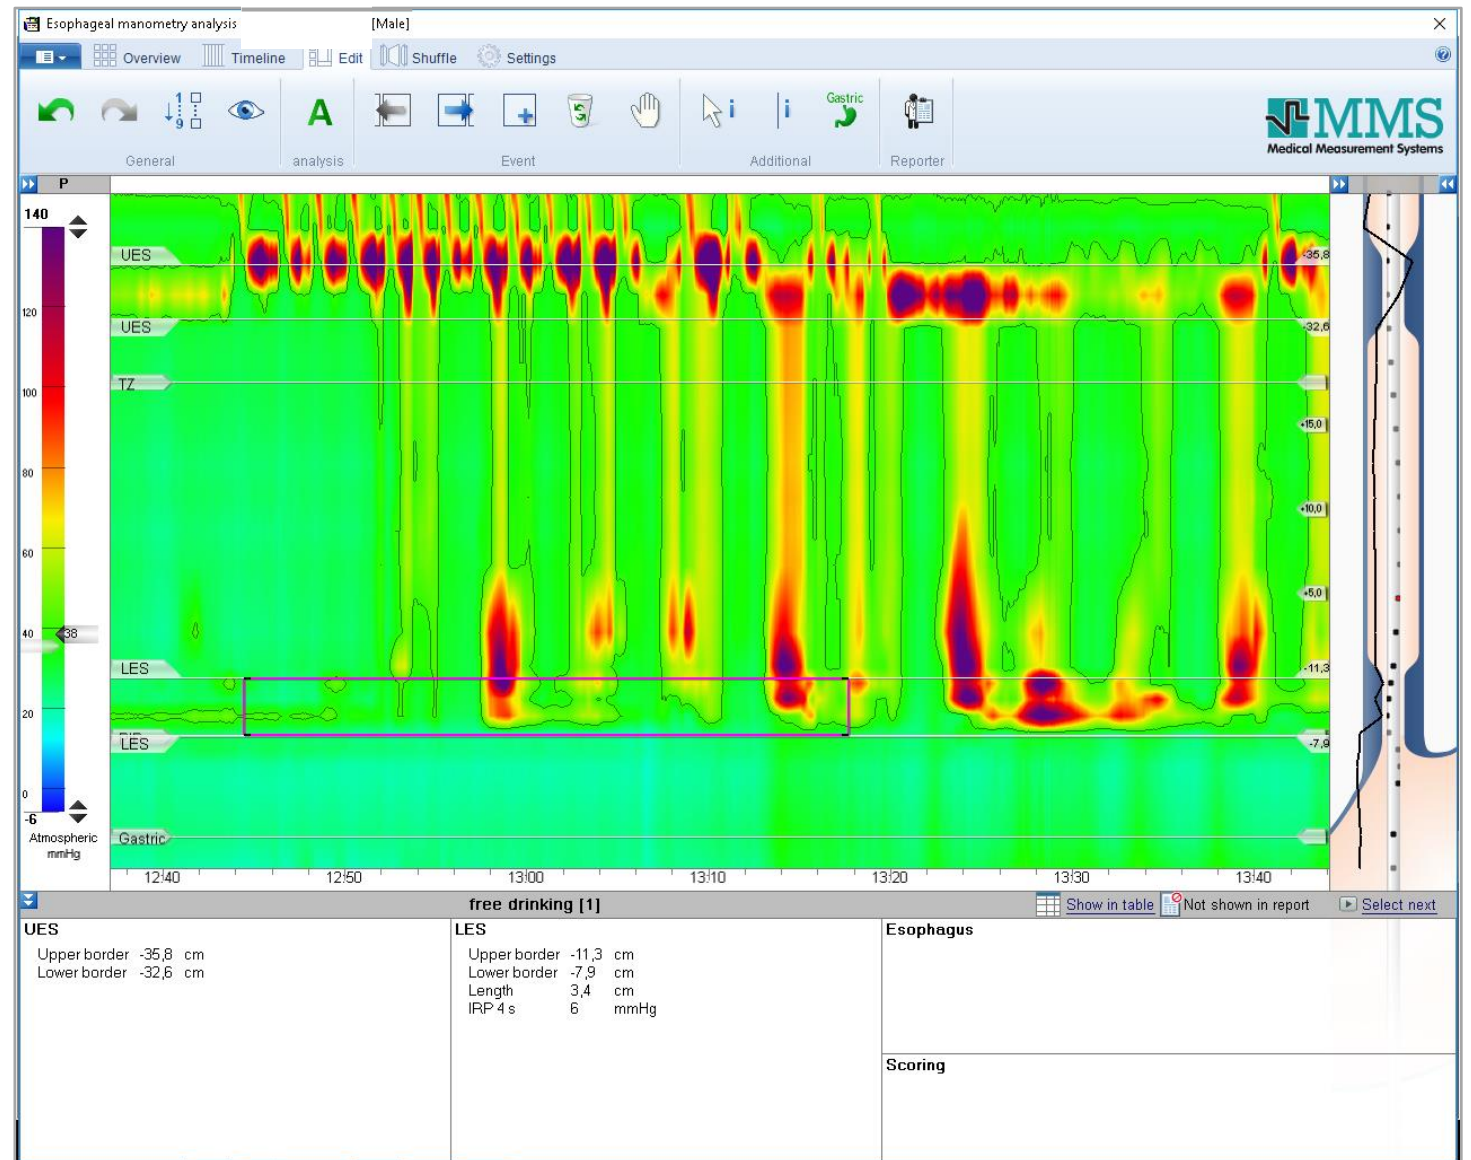 Esophageal manometry analysis [Male]
Overview Timeline Edit Shuffle Settings
1
9
A
i
i
Gastric
General analysis Event Additional Reporter
MMS
Medical Measurement Systems
P
140
120
100
80
60
40
38
20
0
-6
Atmospheric
mmHg
UES
-35,8
UES
-32,6
TZ
+15,0
+10,0
+5,0
LES
-11,3
LES
-7,9
Gastric
12:40 12:50 13:00 13:10 13:20 13:30 13:40
free drinking [1] Show in table Not shown in report Select next
UES
Upper border -35,8 cm
Lower border -32,6 cm
LES
Upper border -11,3 cm
Lower border -7,9 cm
Length 3,4 cm
IRP 4 s 6 mmHg
Esophagus
Scoring